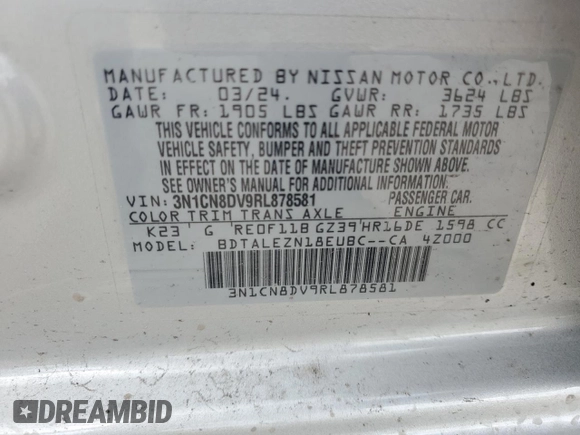 MANUFACTURED BY NISSAN MOTOR CO., LTD.
DATE: 03/24. GVWR: 3624 LBS
GAWR FR: 1905 LBS GAWR RR: 1735 LBS
THIS VEHICLE CONFORMS TO ALL APPLICABLE FEDERAL MOTOR
VEHICLE SAFETY, BUMPER AND THEFT PREVENTION STANDARDS
IN EFFECT ON THE DATE OF MANUFACTURE SHOWN ABOVE.
SEE OWNER'S MANUAL FOR ADDITIONAL INFORMATION.
VIN: 3N1CN8DV9RL878581 PASSENGER CAR.
COLOR TRIM TRANS AXLE ENGINE
K23 G RE0F11B GZ39 HR16DE 1598 CC
BDTALEZN18EUBC--CA 4Z000
3N1CN8DV9RL878581
DREAMBID